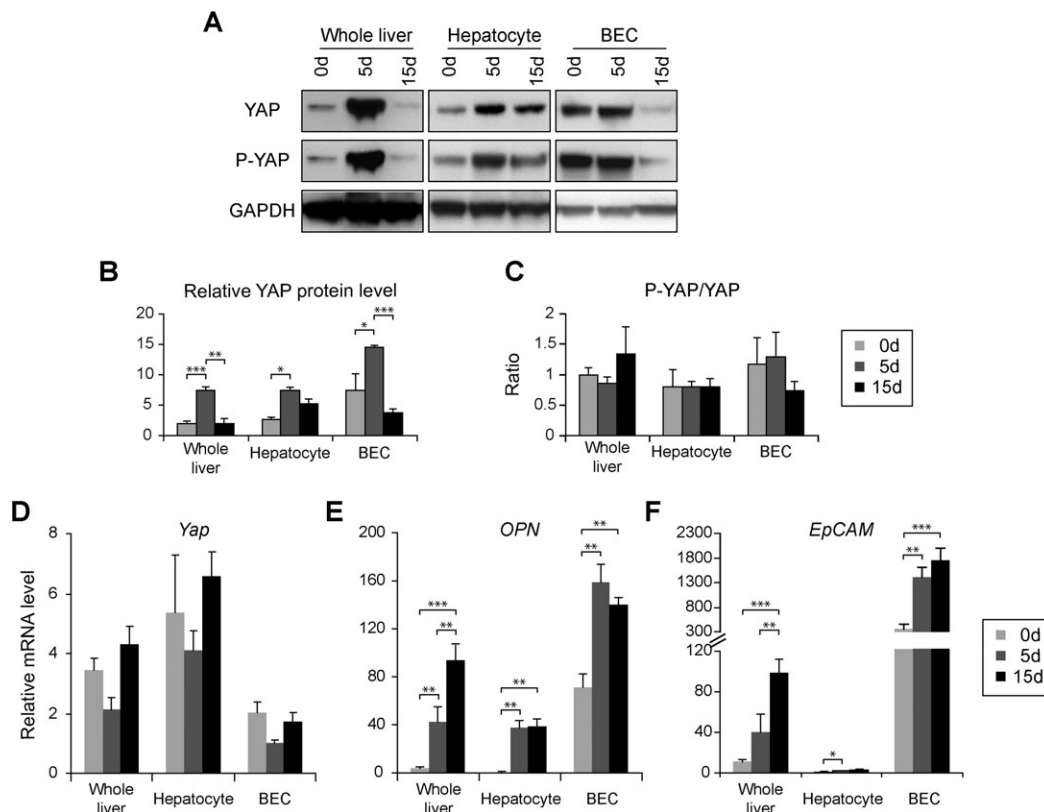 A
Whole liver Hepatocyte BEC
0d 5d 15d 0d 5d 15d 0d 5d 15d
YAP
P-YAP
GAPDH
B
Relative YAP protein level
20
15
10
5
0
*** ** * * ***
Whole liver Hepatocyte BEC
C
P-YAP/YAP
Ratio
2
1.5
1
0.5
0
Whole liver Hepatocyte BEC
0d
5d
15d
D
Yap
Relative mRNA level
8
6
4
2
0
Whole liver Hepatocyte BEC
E
OPN
200
160
120
80
40
0
*** ** ** ** ** ** **
Whole liver Hepatocyte BEC
F
EpCAM
2300
1800
1300
800
300
120
80
40
0
*** ** * *** **
Whole liver Hepatocyte BEC
0d
5d
15d